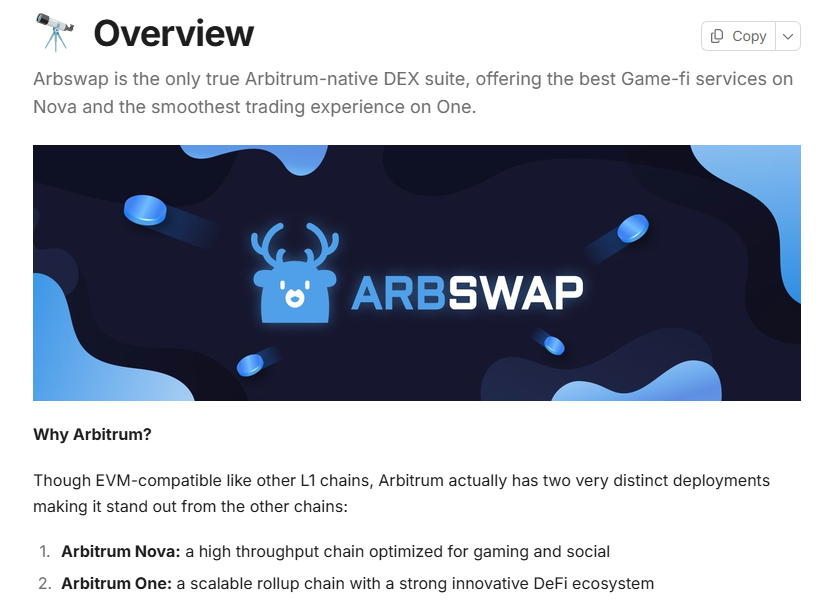 Overview
Copy
Arbswap is the only true Arbitrum-native DEX suite, offering the best Game-fi services on
Nova and the smoothest trading experience on One.
ARBSWAP
Why Arbitrum?
Though EVM-compatible like other L1 chains, Arbitrum actually has two very distinct deployments
making it stand out from the other chains:
1. Arbitrum Nova: a high throughput chain optimized for gaming and social
2. Arbitrum One: a scalable rollup chain with a strong innovative DeFi ecosystem